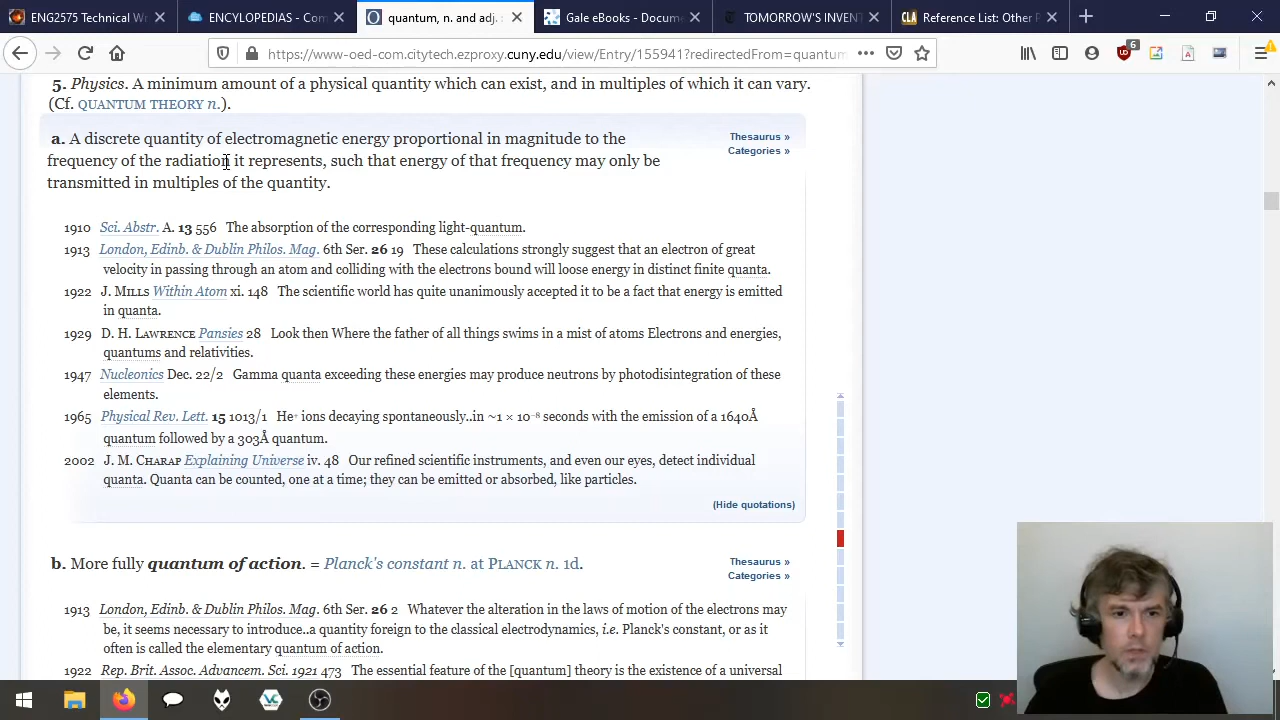 ENG2575 Technical Wr
ENCYLOPEDIAS - Com
quantum, n. and adj. :
Gale eBooks - Docume
TOMORROW'S INVENT
Reference List: Other P
https://www-oed-com.citytech.ezproxy.cuny.edu/view/Entry/155941?redirectedFrom=quantum
6
5. Physics. A minimum amount of a physical quantity which can exist, and in multiples of which it can vary.
(Cf. QUANTUM THEORY n.).
a. A discrete quantity of electromagnetic energy proportional in magnitude to the
frequency of the radiation it represents, such that energy of that frequency may only be
transmitted in multiples of the quantity.
Thesaurus »
Categories »
1910 Sci. Abstr. A. 13 556 The absorption of the corresponding light-quantum.
1913 London, Edinb. & Dublin Philos. Mag. 6th Ser. 26 19 These calculations strongly suggest that an electron of great
velocity in passing through an atom and colliding with the electrons bound will loose energy in distinct finite quanta.
1922 J. MILLS Within Atom xi. 148 The scientific world has quite unanimously accepted it to be a fact that energy is emitted
in quanta.
1929 D. H. LAWRENCE Pansies 28 Look then Where the father of all things swims in a mist of atoms Electrons and energies,
quantums and relativities.
1947 Nucleonics Dec. 22/2 Gamma quanta exceeding these energies may produce neutrons by photodisintegration of these
elements.
1965 Physical Rev. Lett. 15 1013/1 He⁺ ions decaying spontaneously..in ~1 × 10⁻⁸ seconds with the emission of a 1640Å
quantum followed by a 303Å quantum.
2002 J. M. CHARAP Explaining Universe iv. 48 Our refined scientific instruments, and even our eyes, detect individual
quanta. Quanta can be counted, one at a time; they can be emitted or absorbed, like particles.
(Hide quotations)
b. More fully quantum of action. = Planck's constant n. at PLANCK n. 1d.
Thesaurus »
Categories »
1913 London, Edinb. & Dublin Philos. Mag. 6th Ser. 26 2 Whatever the alteration in the laws of motion of the electrons may
be, it seems necessary to introduce..a quantity foreign to the classical electrodynamics, i.e. Planck's constant, or as it
often is called the elementary quantum of action.
1922 Rep. Brit. Assoc. Advancem. Sci. 1921 473 The essential feature of the [quantum] theory is the existence of a universal